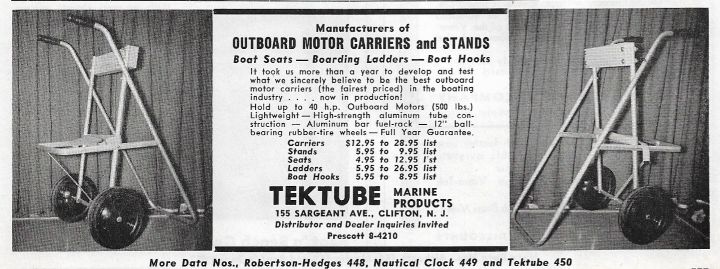 Manufacturers of
OUTBOARD MOTOR CARRIERS and STANDS
Boat Seats — Boarding Ladders — Boat Hooks
It took us more than a year to develop and test
what we sincerely believe to be the best outboard
motor carriers (the fairest priced) in the boating
industry . . . . now in production!
Hold up to 40 h.p. Outboard Motors (500 lbs.)
Lightweight — High-strength aluminum tube con-
struction — Aluminum bar fuel-rack — 12" ball-
bearing rubber-tire wheels — Full Year Guarantee.
Carriers $12.95 to 28.95 list
Stands 5.95 to 9.95 list
Seats 4.95 to 12.95 l'st
Ladders 5.95 to 26.95 list
Boat Hooks 5.95 to 8.95 list
TEKTUBE MARINE PRODUCTS
155 SARGEANT AVE., CLIFTON, N. J.
Distributor and Dealer Inquiries Invited
Prescott 8-4210
More Data Nos., Robertson-Hedges 448, Nautical Clock 449 and Tektube 450